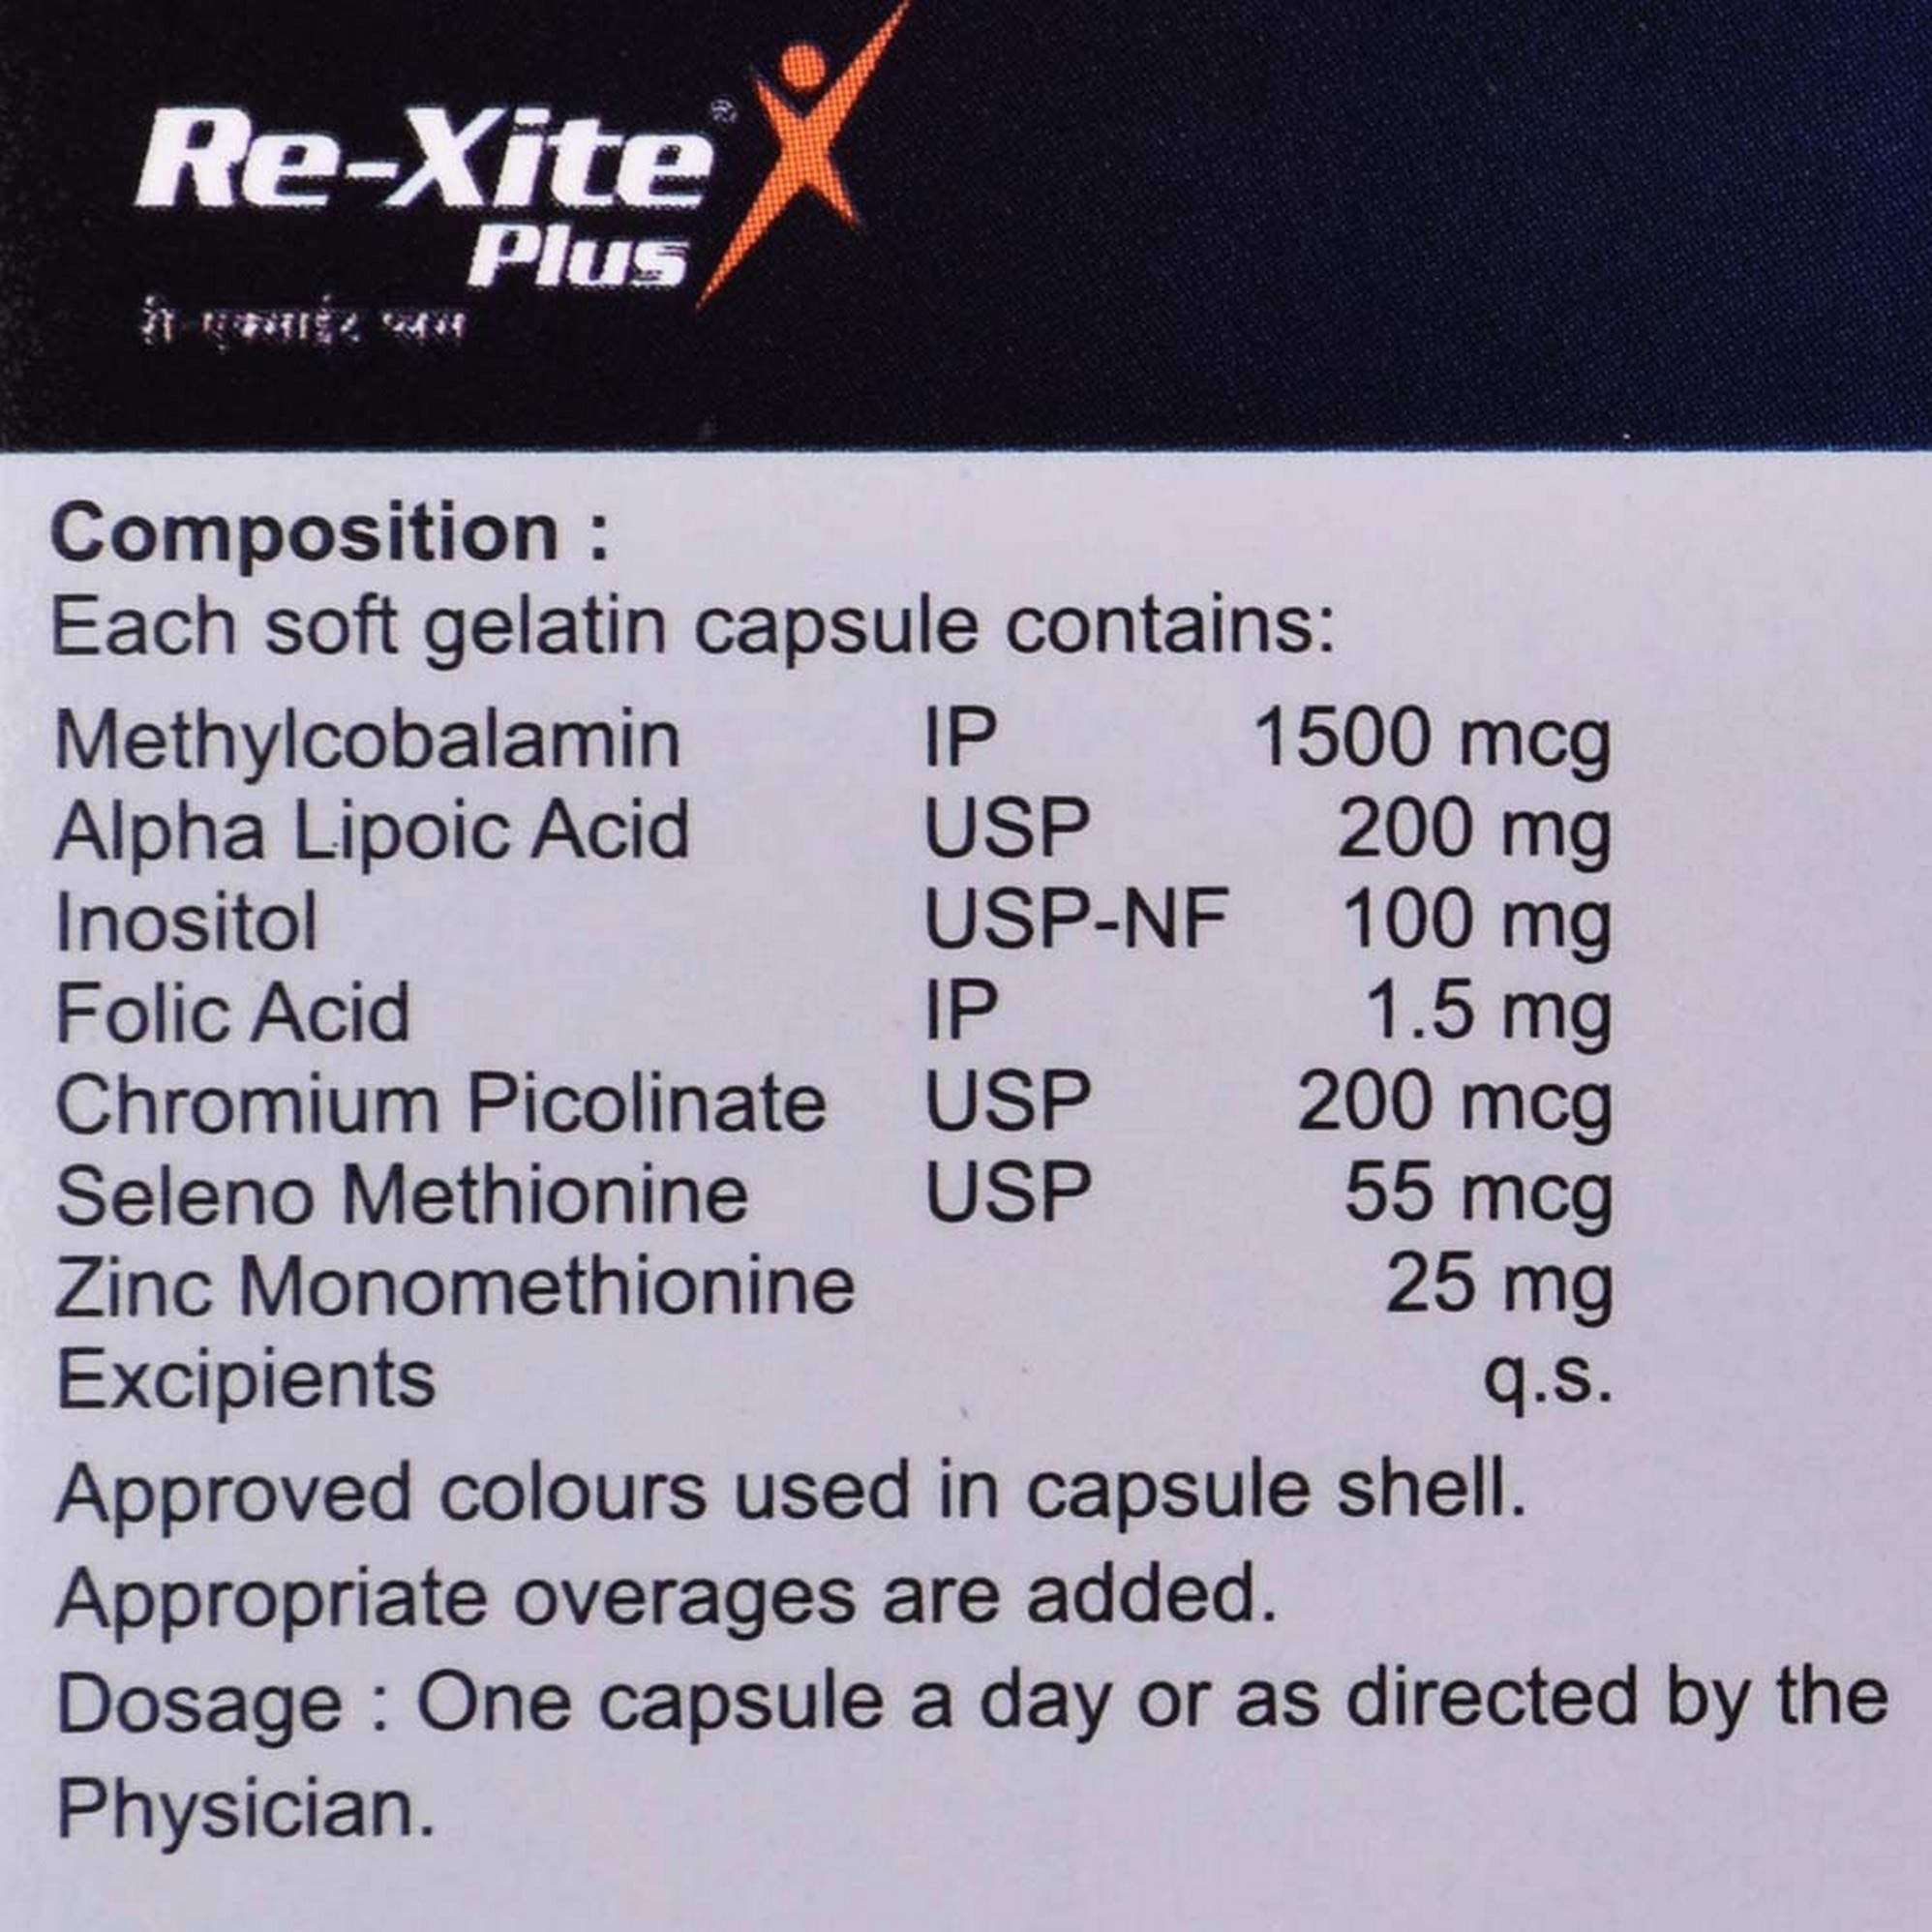 Re-Xite®
Plus
री-एक्साईट प्लस
Composition :
Each soft gelatin capsule contains:
Methylcobalamin IP 1500 mcg
Alpha Lipoic Acid USP 200 mg
Inositol USP-NF 100 mg
Folic Acid IP 1.5 mg
Chromium Picolinate USP 200 mcg
Seleno Methionine USP 55 mcg
Zinc Monomethionine 25 mg
Excipients q.s.
Approved colours used in capsule shell.
Appropriate overages are added.
Dosage : One capsule a day or as directed by the
Physician.